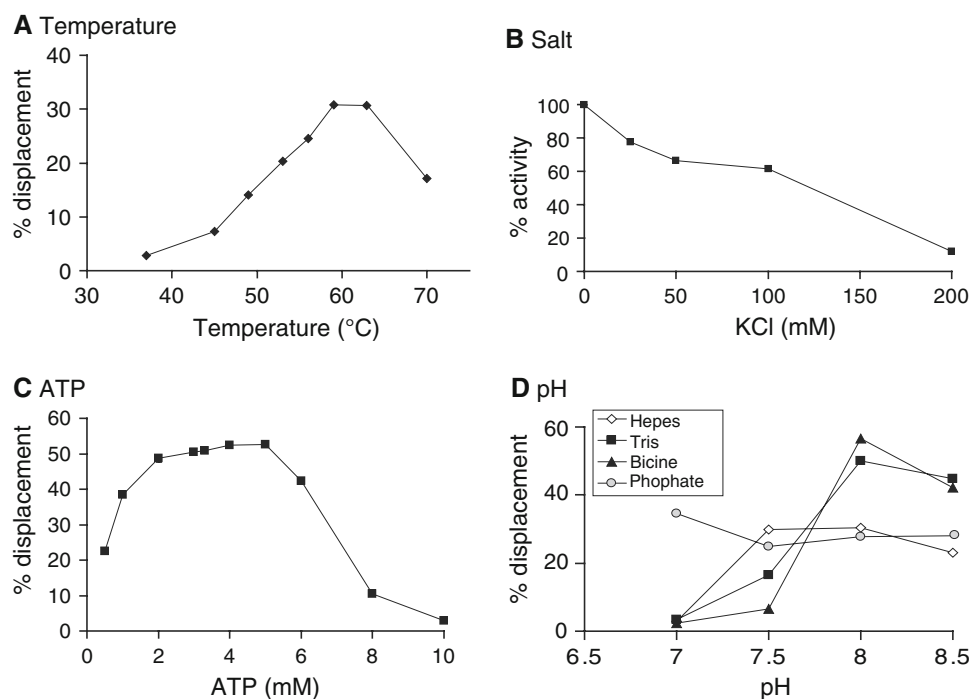 A Temperature
% displacement
40
30
20
10
0
30 40 50 60 70
Temperature (°C)
B Salt
% activity
100
80
60
40
20
0
0 50 100 150 200
KCl (mM)
C ATP
% displacement
60
50
40
30
20
10
0
0 2 4 6 8 10
ATP (mM)
D pH
Hepes
Tris
Bicine
Phophate
% displacement
60
40
20
0
6.5 7 7.5 8 8.5
pH